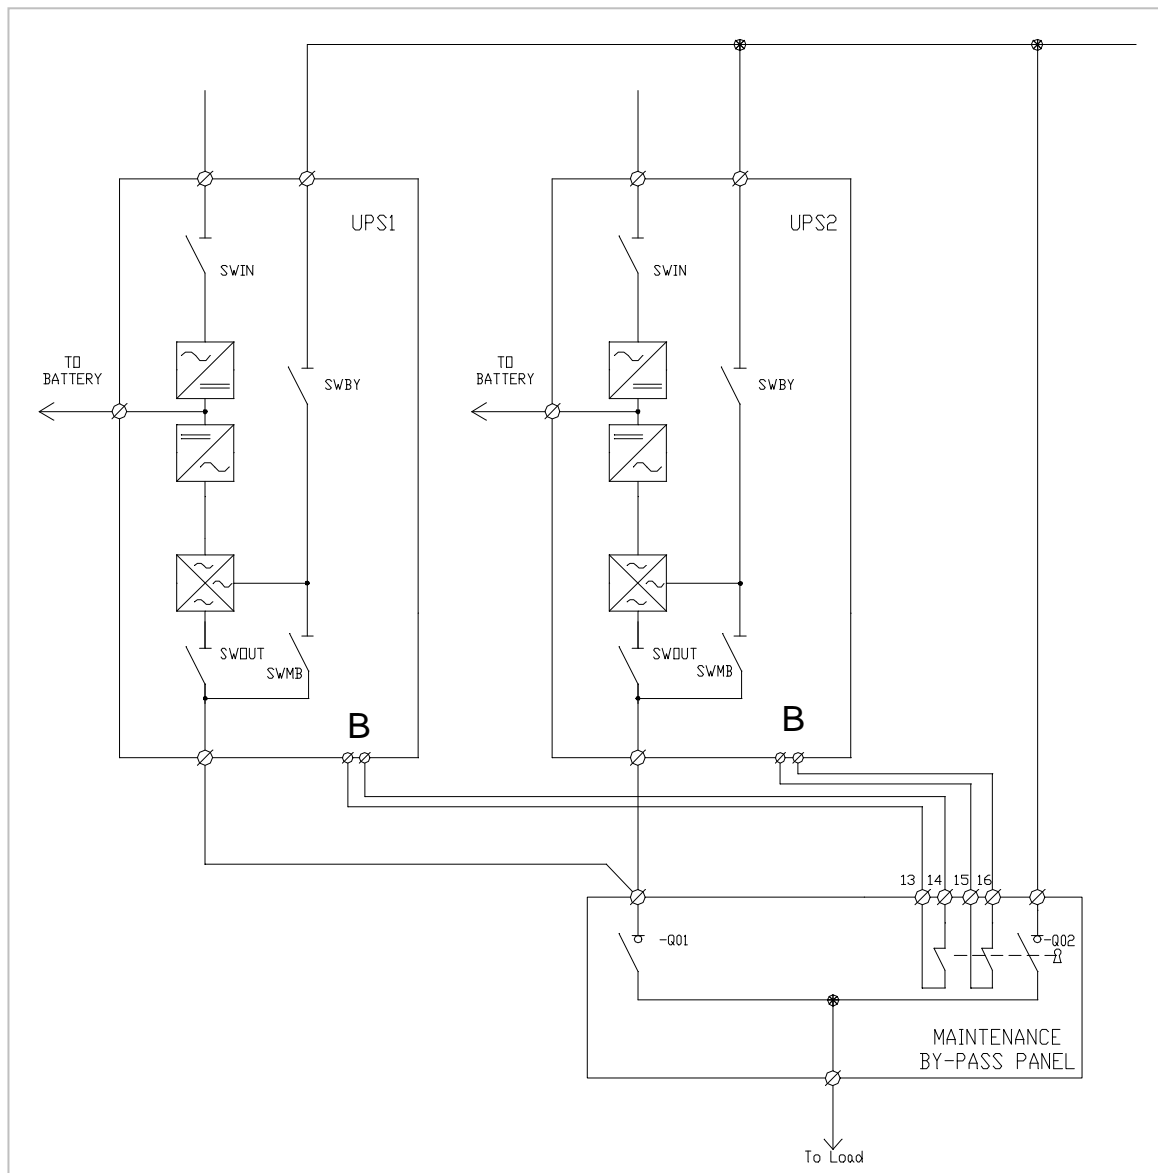 UPS1
UPS2
SWIN
SWIN
TO
BATTERY
SWBY
TO
BATTERY
SWBY
SWOUT
SWMB
SWOUT
SWMB
B
B
13 14 15 16
-Q01
-Q02
MAINTENANCE
BY-PASS PANEL
To Load